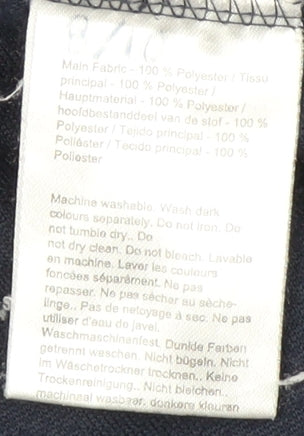 8/10
Main Fabric - 100 % Polyester / Tissu
principal - 100 % Polyester /
Hauptmaterial - 100 % Polyester /
hoofdbestanddeel van de stof - 100 %
Polyester / Tejido principal - 100 %
Poliéster / Tecido principal - 100 %
Poliester
Machine washable. Wash dark
colours separately. Do not iron. Do
not tumble dry.. Do
not dry clean. Do not bleach. Lavable
en machine. Laver les couleurs
foncées séparément. Ne pas
repasser. Ne pas sécher au sèche-
linge.. Pas de netoyage à sec. Ne pas
utiliser d'eau de javel.
Waschmaschinenfest. Dunkle Farben
getrennt waschen. Nicht bügeln. Nicht
im Wäschetrockner trocknen.. Keine
Trockenreinigung.. Nicht bleichen..
machinaal wasbaar. donkere kleuren